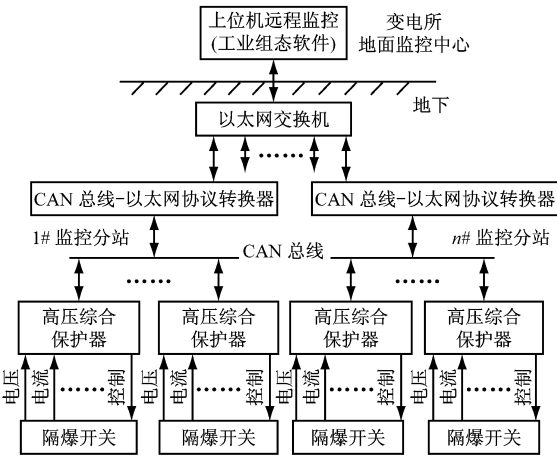 上位机远程监控
(工业组态软件)
变电所
地面监控中心
地下
以太网交换机
……
CAN 总线-以太网协议转换器
CAN 总线-以太网协议转换器
1# 监控分站
CAN 总线
n# 监控分站
……
……
高压综合
保护器
高压综合
保护器
高压综合
保护器
高压综合
保护器
电压
电流
……
控制
电压
电流
……
控制
电压
电流
……
控制
电压
电流
……
控制
隔爆开关
隔爆开关
隔爆开关
隔爆开关